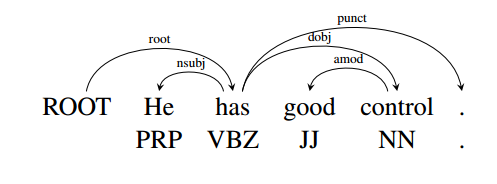 punct
root dobj
nsubj amod
ROOT He has good control .
PRP VBZ JJ NN .